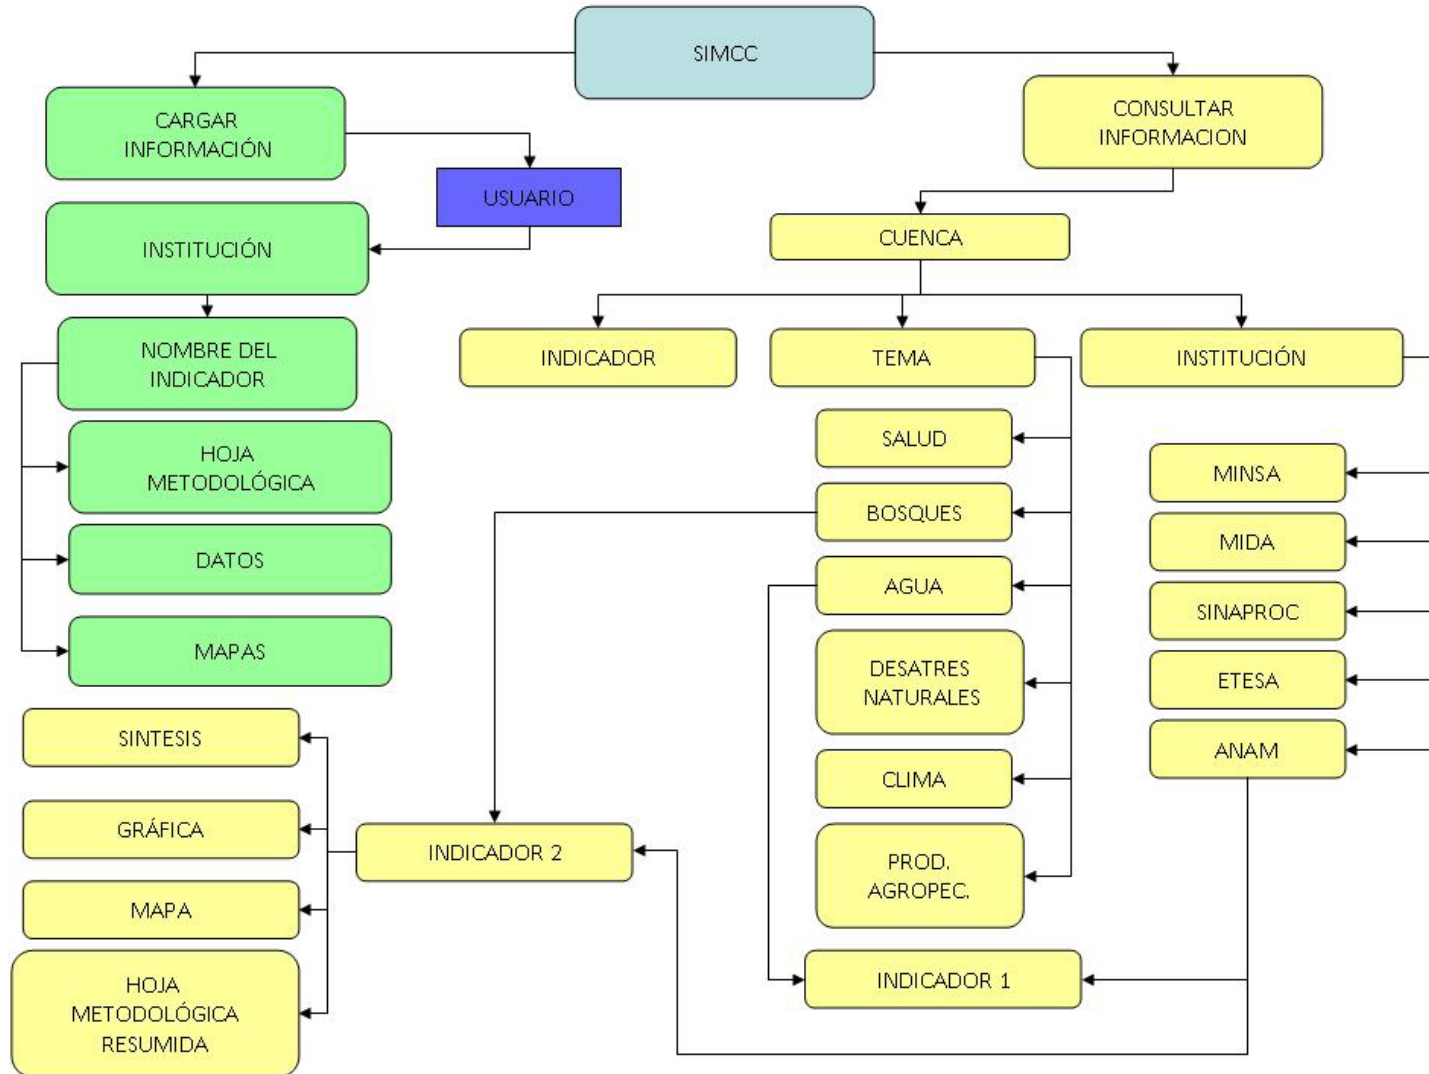 SIMCC
CARGAR
INFORMACIÓN
CONSULTAR
INFORMACION
USUARIO
INSTITUCIÓN
CUENCA
NOMBRE DEL
INDICADOR
INDICADOR
TEMA
INSTITUCIÓN
HOJA
METODOLÓGICA
DATOS
MAPAS
SALUD
BOSQUES
AGUA
DESATRES
NATURALES
CLIMA
PROD.
AGROPEC.
MINSA
MIDA
SINAPROC
ETESA
ANAM
SINTESIS
GRÁFICA
MAPA
HOJA
METODOLÓGICA
RESUMIDA
INDICADOR 2
INDICADOR 1